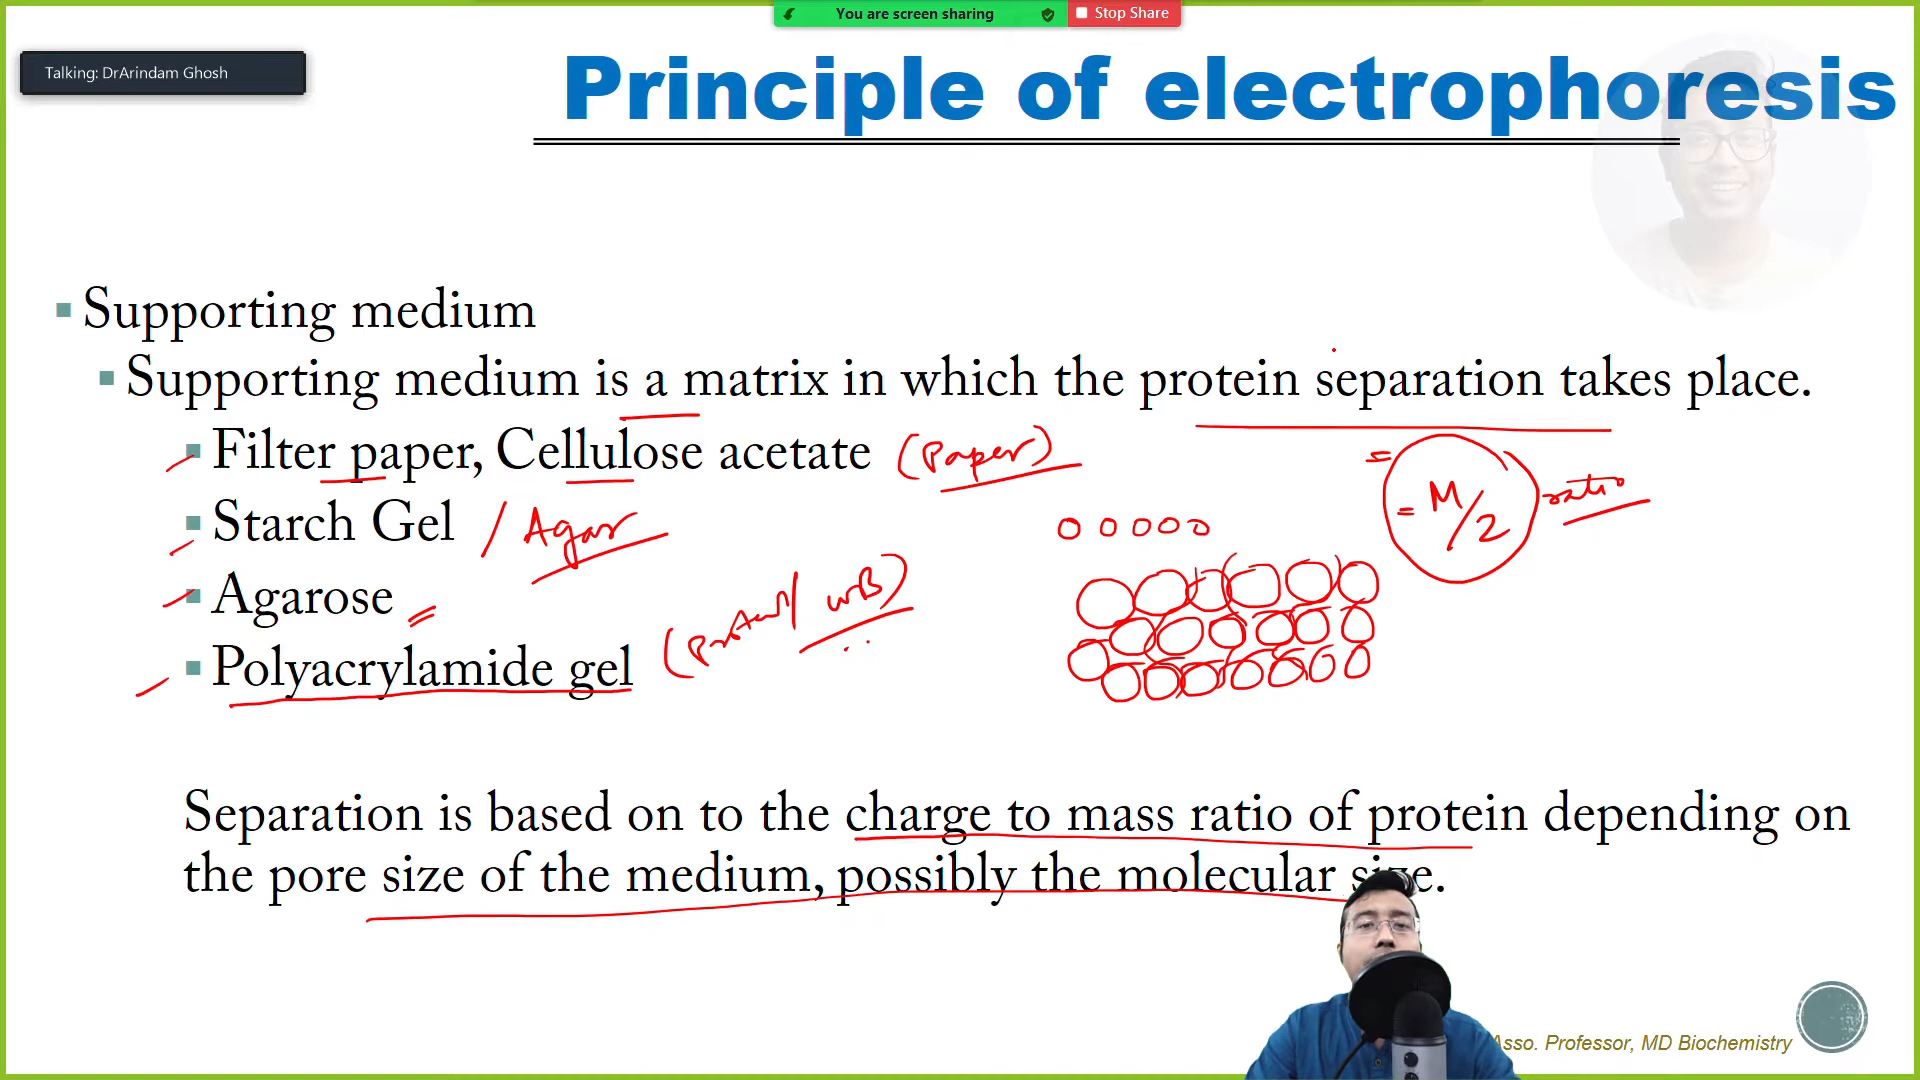 You are screen sharing
Stop Share
Talking: DrArindam Ghosh
Principle of electrophoresis
Supporting medium
Supporting medium is a matrix in which the protein separation takes place.
Filter paper, Cellulose acetate (Paper)
= M/2 ratio
Starch Gel / Agar
Agarose
Polyacrylamide gel (Protein/ WB)
Separation is based on to the charge to mass ratio of protein depending on
the pore size of the medium, possibly the molecular size.
Asso. Professor, MD Biochemistry